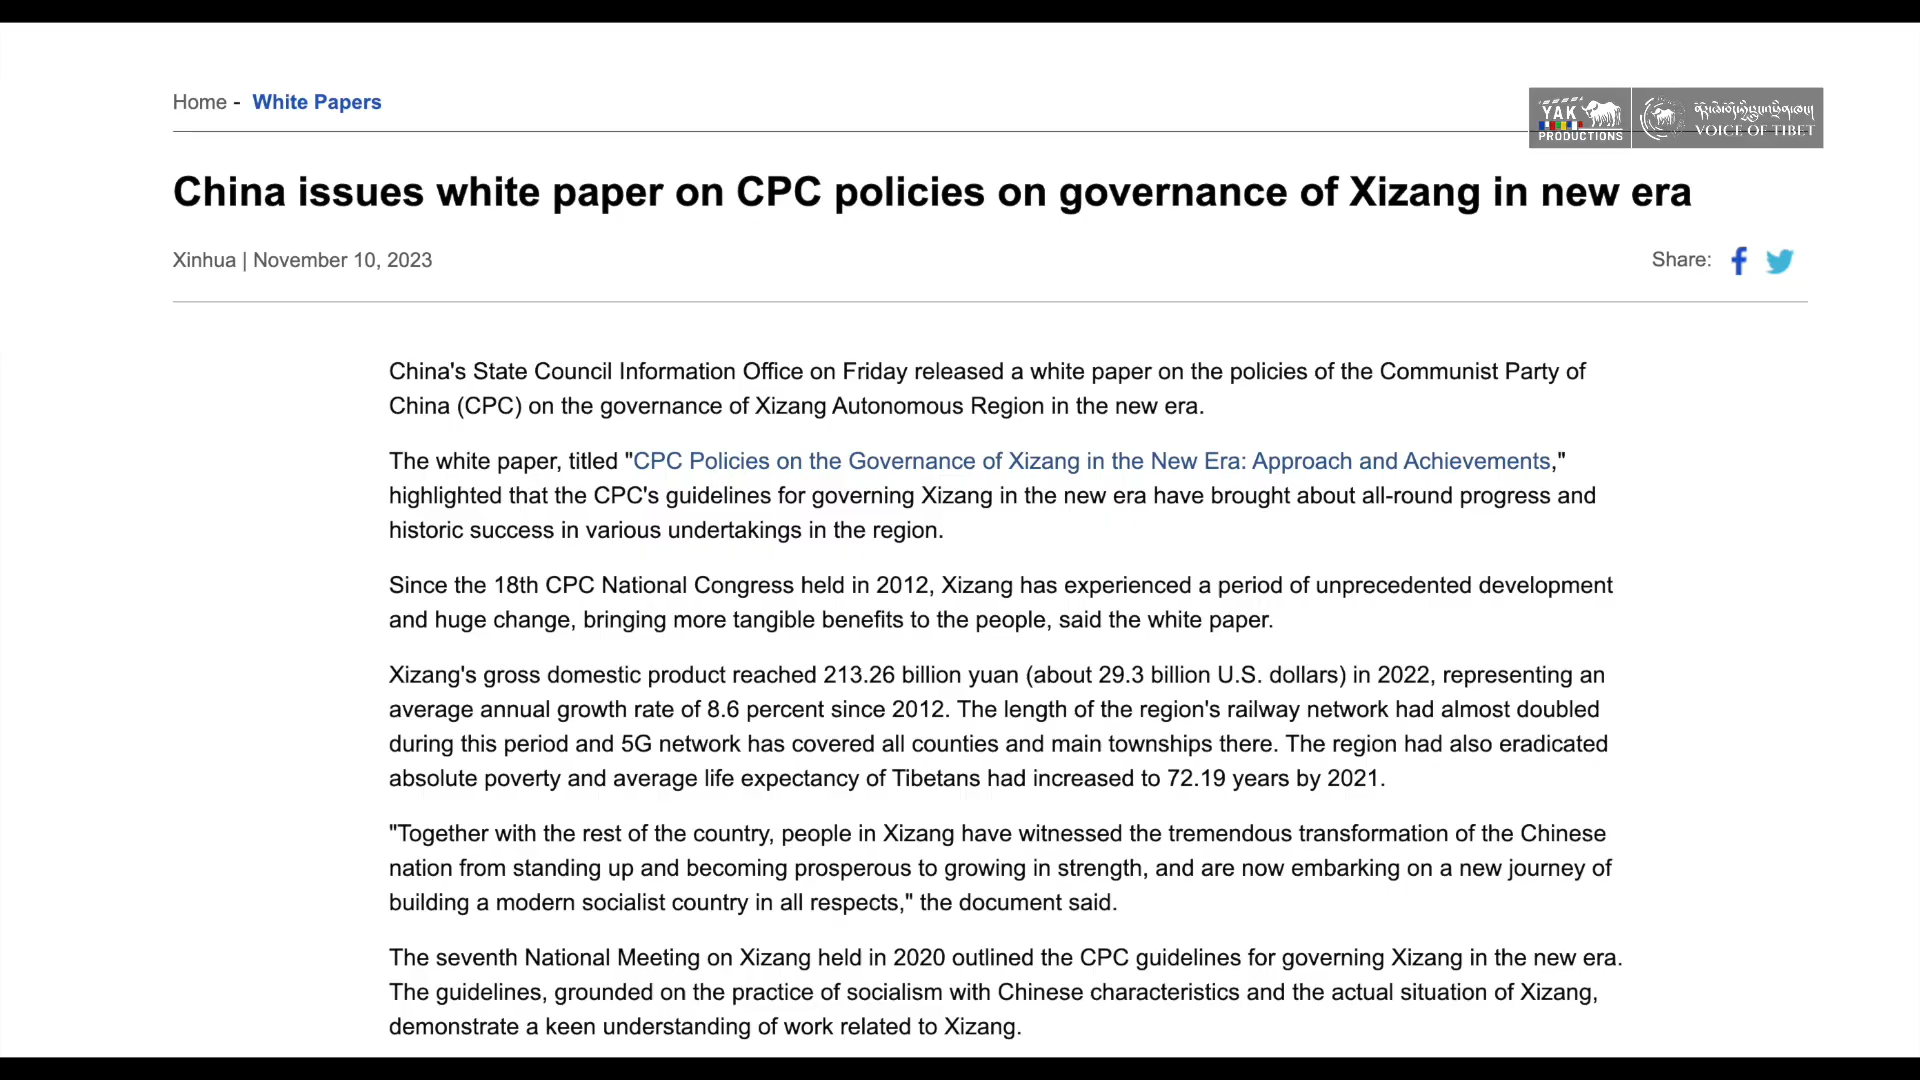 Home - White Papers
YAK
PRODUCTIONS
VOICE OF TIBET
China issues white paper on CPC policies on governance of Xizang in new era
Xinhua | November 10, 2023
Share:
China's State Council Information Office on Friday released a white paper on the policies of the Communist Party of
China (CPC) on the governance of Xizang Autonomous Region in the new era.
The white paper, titled "CPC Policies on the Governance of Xizang in the New Era: Approach and Achievements,"
highlighted that the CPC's guidelines for governing Xizang in the new era have brought about all-round progress and
historic success in various undertakings in the region.
Since the 18th CPC National Congress held in 2012, Xizang has experienced a period of unprecedented development
and huge change, bringing more tangible benefits to the people, said the white paper.
Xizang's gross domestic product reached 213.26 billion yuan (about 29.3 billion U.S. dollars) in 2022, representing an
average annual growth rate of 8.6 percent since 2012. The length of the region's railway network had almost doubled
during this period and 5G network has covered all counties and main townships there. The region had also eradicated
absolute poverty and average life expectancy of Tibetans had increased to 72.19 years by 2021.
"Together with the rest of the country, people in Xizang have witnessed the tremendous transformation of the Chinese
nation from standing up and becoming prosperous to growing in strength, and are now embarking on a new journey of
building a modern socialist country in all respects," the document said.
The seventh National Meeting on Xizang held in 2020 outlined the CPC guidelines for governing Xizang in the new era.
The guidelines, grounded on the practice of socialism with Chinese characteristics and the actual situation of Xizang,
demonstrate a keen understanding of work related to Xizang.